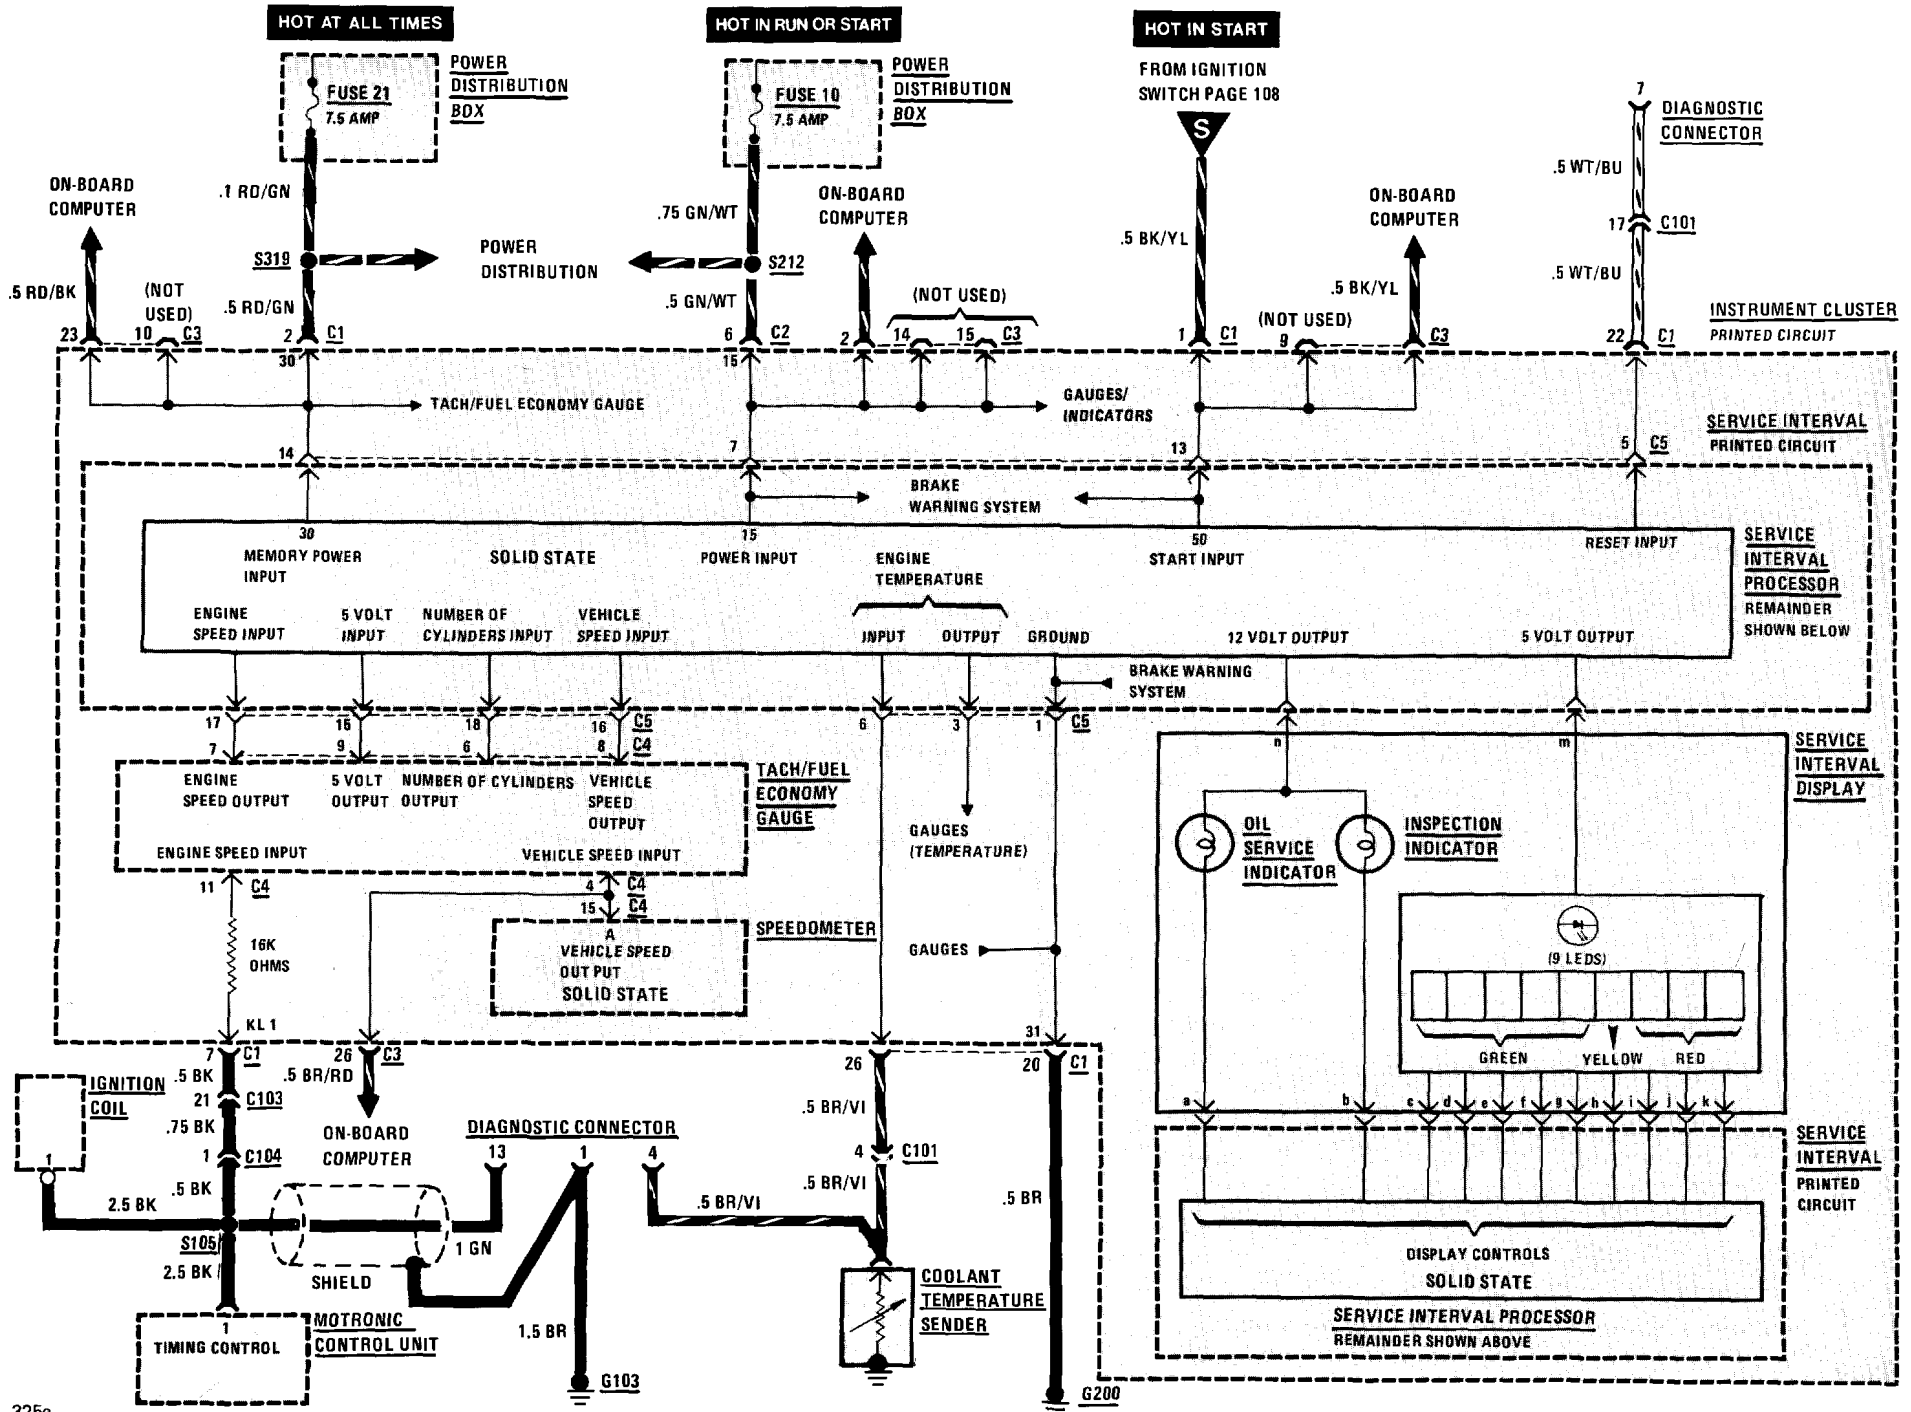 HOT AT ALL TIMES
HOT IN RUN OR START
HOT IN START
FUSE 21
7.5 AMP
POWER
DISTRIBUTION
BOX
FUSE 10
7.5 AMP
POWER
DISTRIBUTION
BOX
FROM IGNITION
SWITCH PAGE 108
S
7
DIAGNOSTIC
CONNECTOR
ON-BOARD
COMPUTER
.1 RD/GN
.75 GN/WT
ON-BOARD
COMPUTER
.5 BK/YL
ON-BOARD
COMPUTER
.5 WT/BU
17
C101
.5 WT/BU
S319
POWER
DISTRIBUTION
S212
.5 RD/BK
(NOT
USED)
.5 RD/GN
.5 GN/WT
(NOT USED)
.5 BK/YL
(NOT USED)
INSTRUMENT CLUSTER
PRINTED CIRCUIT
23
10
C3
2
C1
6
C2
2
14
15
C3
1
C1
9
C3
22
C1
30
15
TACH/FUEL ECONOMY GAUGE
GAUGES/
INDICATORS
SERVICE INTERVAL
PRINTED CIRCUIT
14
7
13
5
C5
BRAKE
WARNING SYSTEM
30
MEMORY POWER
INPUT
SOLID STATE
15
POWER INPUT
ENGINE
TEMPERATURE
50
START INPUT
RESET INPUT
SERVICE
INTERVAL
PROCESSOR
REMAINDER
SHOWN BELOW
ENGINE
SPEED INPUT
5 VOLT
INPUT
NUMBER OF
CYLINDERS INPUT
VEHICLE
SPEED INPUT
INPUT
OUTPUT
GROUND
12 VOLT OUTPUT
5 VOLT OUTPUT
BRAKE WARNING
SYSTEM
17
15
18
16
C5
6
3
1
C5
7
9
6
8
C4
n
m
SERVICE
INTERVAL
DISPLAY
ENGINE
SPEED OUTPUT
5 VOLT
OUTPUT
NUMBER OF CYLINDERS
OUTPUT
VEHICLE
SPEED
OUTPUT
TACH/FUEL
ECONOMY
GAUGE
ENGINE SPEED INPUT
VEHICLE SPEED INPUT
GAUGES
(TEMPERATURE)
OIL
SERVICE
INDICATOR
INSPECTION
INDICATOR
11
C4
4
C4
15
C4
16K
OHMS
A
VEHICLE SPEED
OUTPUT
SOLID STATE
SPEEDOMETER
GAUGES
(9 LEDS)
GREEN
YELLOW
RED
KL 1
31
7
C1
26
C3
26
20
C1
.5 BK
.5 BR/RD
IGNITION
COIL
21
C103
.75 BK
ON-BOARD
COMPUTER
DIAGNOSTIC CONNECTOR
.5 BR/VI
a
b
c
d
e
f
g
h
i
j
k
1
1
C104
13
1
4
4
C101
SERVICE
INTERVAL
PRINTED
CIRCUIT
.5 BK
.5 BR/VI
2.5 BK
.5 BR/VI
.5 BR
S105
1 GN
2.5 BK
SHIELD
COOLANT
TEMPERATURE
SENDER
DISPLAY CONTROLS
SOLID STATE
1
TIMING CONTROL
MOTRONIC
CONTROL UNIT
1.5 BR
SERVICE INTERVAL PROCESSOR
REMAINDER SHOWN ABOVE
G103
G200